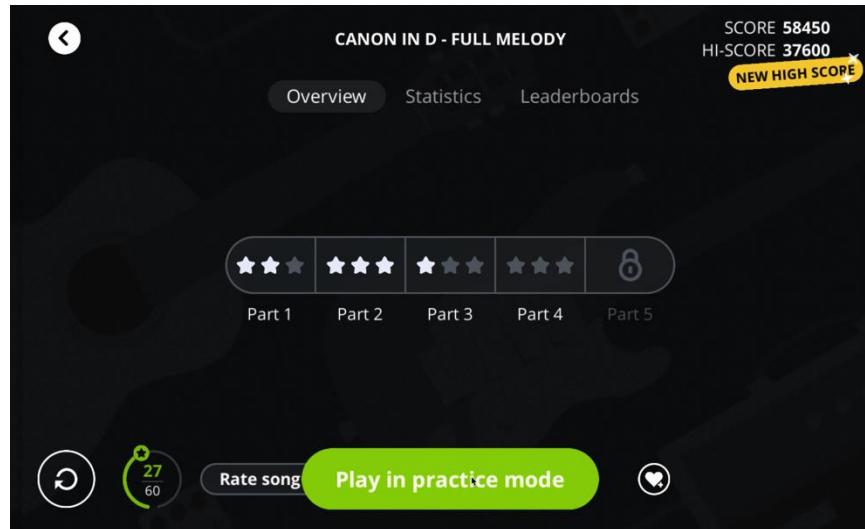 CANON IN D - FULL MELODY
SCORE 58450
HI-SCORE 37600
NEW HIGH SCORE
Overview Statistics Leaderboards
Part 1 Part 2 Part 3 Part 4 Part 5
27
60
Rate song
Play in practice mode